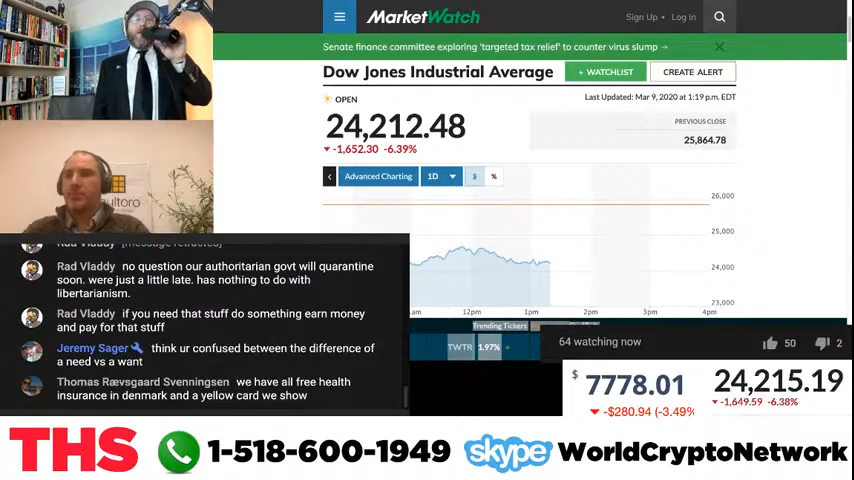 MarketWatch
Sign Up • Log in
Senate finance committee exploring 'targeted tax relief' to counter virus slump →
Dow Jones Industrial Average
+ WATCHLIST
CREATE ALERT
OPEN
Last Updated: Mar 9, 2020 at 1:19 p.m. EDT
24,212.48
-1,652.30 -6.39%
PREVIOUS CLOSE
25,864.78
Advanced Charting
1D
$
%
26,000
25,000
24,000
23,000
am
12pm
1pm
2pm
3pm
4pm
Trending Tickers
TWTR 1.97%
Rad Vladdy [message retracted]
Rad Vladdy no question our authoritarian govt will quarantine
soon. were just a little late. has nothing to do with
libertarianism.
Rad Vladdy if you need that stuff do something earn money
and pay for that stuff
Jeremy Sager think ur confused between the difference of
a need vs a want
Thomas Rævsgaard Svenningsen we have all free health
insurance in denmark and a yellow card we show
64 watching now
50
2
$ 7778.01
-$280.94 (-3.49%
24,215.19
-1,649.59 -6.38%
THS
1-518-600-1949
skype
WorldCryptoNetwork